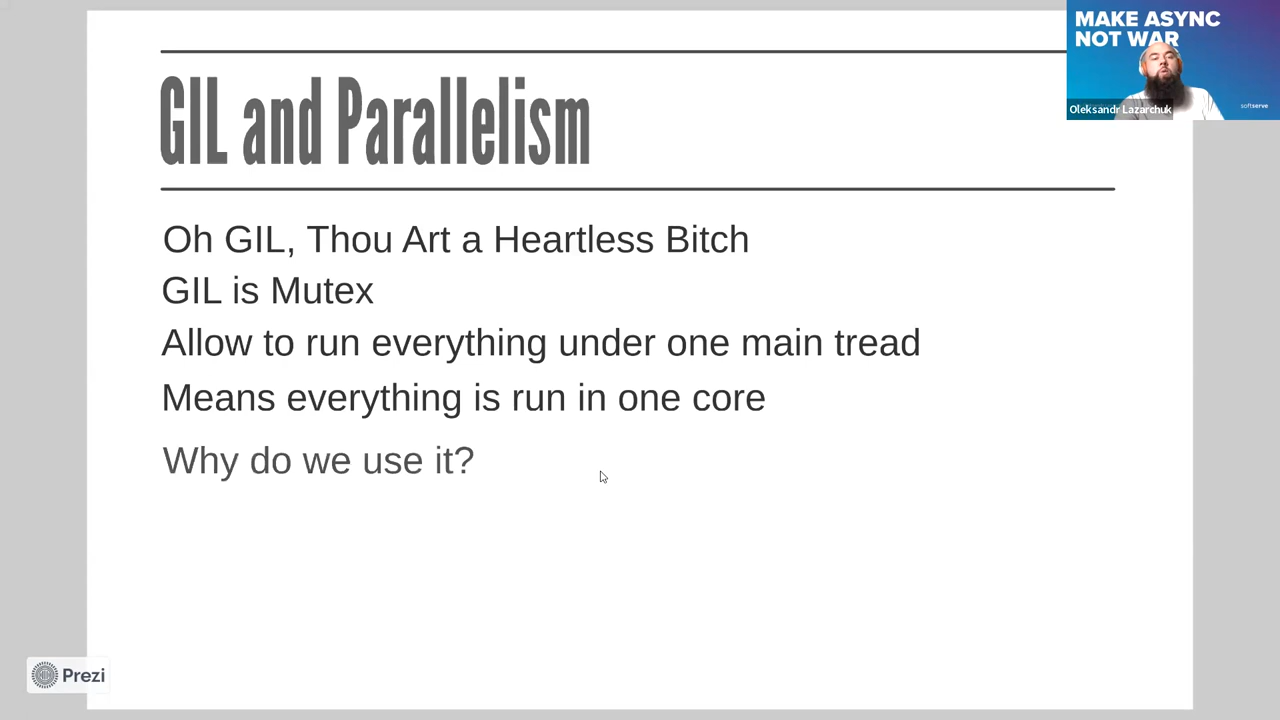 MAKE ASYNC
NOT WAR
Oleksandr Lazarchuk
softserve
GIL and Parallelism
Oh GIL, Thou Art a Heartless Bitch
GIL is Mutex
Allow to run everything under one main tread
Means everything is run in one core
Why do we use it?
Prezi